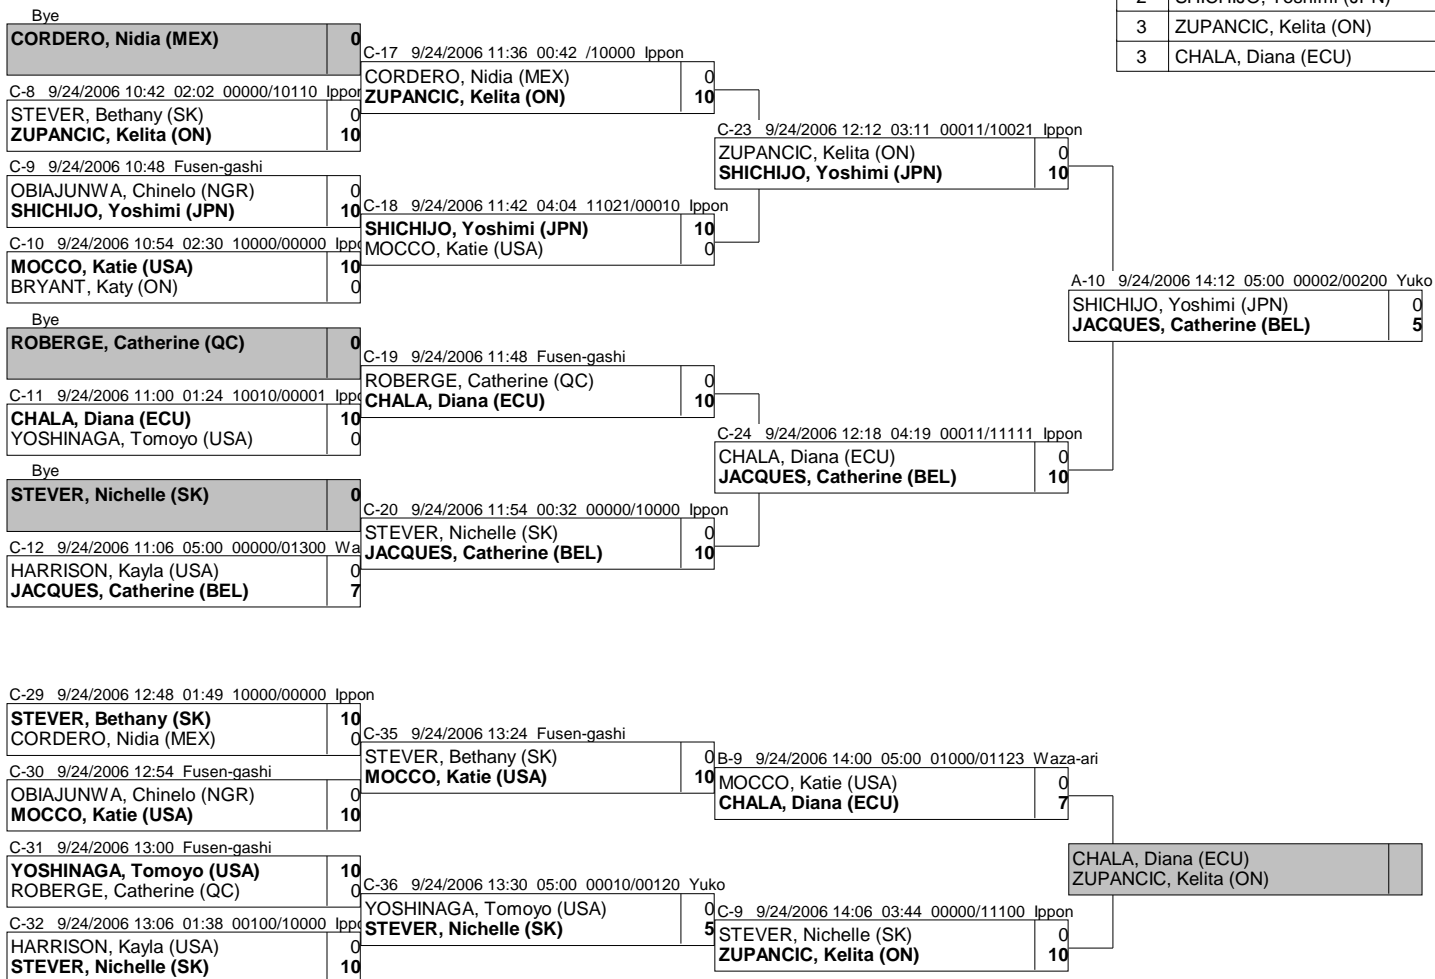 2 SHICHIJO, Yoshimi (JPN)
3 ZUPANCIC, Kelita (ON)
3 CHALA, Diana (ECU)
Bye
CORDERO, Nidia (MEX) 0
C-8 9/24/2006 10:42 02:02 00000/10110 Ippon
STEVER, Bethany (SK) 0
ZUPANCIC, Kelita (ON) 10
C-9 9/24/2006 10:48 Fusen-gashi
OBIAJUNWA, Chinelo (NGR) 0
SHICHIJO, Yoshimi (JPN) 10
C-10 9/24/2006 10:54 02:30 10000/00000 Ippo
MOCCO, Katie (USA) 10
BRYANT, Katy (ON) 0
Bye
ROBERGE, Catherine (QC) 0
C-11 9/24/2006 11:00 01:24 10010/00001 Ippo
CHALA, Diana (ECU) 10
YOSHINAGA, Tomoyo (USA) 0
Bye
STEVER, Nichelle (SK) 0
C-12 9/24/2006 11:06 05:00 00000/01300 Wa
HARRISON, Kayla (USA) 0
JACQUES, Catherine (BEL) 7
C-17 9/24/2006 11:36 00:42 /10000 Ippon
CORDERO, Nidia (MEX) 0
ZUPANCIC, Kelita (ON) 10
C-18 9/24/2006 11:42 04:04 11021/00010 Ippon
SHICHIJO, Yoshimi (JPN) 10
MOCCO, Katie (USA) 0
C-19 9/24/2006 11:48 Fusen-gashi
ROBERGE, Catherine (QC) 0
CHALA, Diana (ECU) 10
C-20 9/24/2006 11:54 00:32 00000/10000 Ippon
STEVER, Nichelle (SK) 0
JACQUES, Catherine (BEL) 10
C-23 9/24/2006 12:12 03:11 00011/10021 Ippon
ZUPANCIC, Kelita (ON) 0
SHICHIJO, Yoshimi (JPN) 10
C-24 9/24/2006 12:18 04:19 00011/11111 Ippon
CHALA, Diana (ECU) 0
JACQUES, Catherine (BEL) 10
A-10 9/24/2006 14:12 05:00 00002/00200 Yuko
SHICHIJO, Yoshimi (JPN) 0
JACQUES, Catherine (BEL) 5
C-29 9/24/2006 12:48 01:49 10000/00000 Ippon
STEVER, Bethany (SK) 10
CORDERO, Nidia (MEX) 0
C-30 9/24/2006 12:54 Fusen-gashi
OBIAJUNWA, Chinelo (NGR) 0
MOCCO, Katie (USA) 10
C-31 9/24/2006 13:00 Fusen-gashi
YOSHINAGA, Tomoyo (USA) 10
ROBERGE, Catherine (QC) 0
C-32 9/24/2006 13:06 01:38 00100/10000 Ippo
HARRISON, Kayla (USA) 0
STEVER, Nichelle (SK) 10
C-35 9/24/2006 13:24 Fusen-gashi
STEVER, Bethany (SK) 0
MOCCO, Katie (USA) 10
C-36 9/24/2006 13:30 05:00 00010/00120 Yuko
YOSHINAGA, Tomoyo (USA) 0
STEVER, Nichelle (SK) 5
B-9 9/24/2006 14:00 05:00 01000/01123 Waza-ari
MOCCO, Katie (USA) 0
CHALA, Diana (ECU) 7
C-9 9/24/2006 14:06 03:44 00000/11100 Ippon
STEVER, Nichelle (SK) 0
ZUPANCIC, Kelita (ON) 10
CHALA, Diana (ECU)
ZUPANCIC, Kelita (ON)